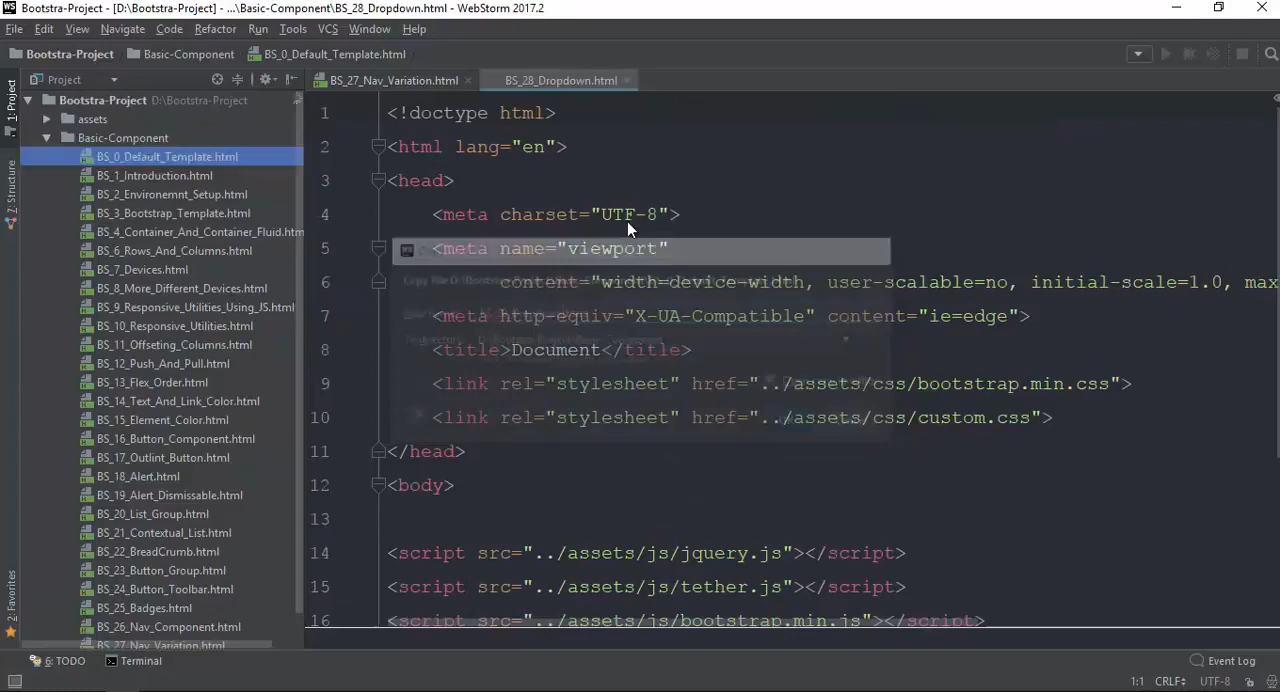 Bootstra-Project - [D:\Bootstra-Project] - ...\Basic-Component\BS_28_Dropdown.html - WebStorm 2017.2
File Edit View Navigate Code Refactor Run Tools VCS Window Help
Bootstra-Project Basic-Component BS_0_Default_Template.html
Project BS_27_Nav_Variation.html BS_28_Dropdown.html
1: Project
Z: Structure
2: Favorites
Bootstra-Project D:\Bootstra-Project
assets
Basic-Component
BS_0_Default_Template.html
BS_1_Introduction.html
BS_2_Environemnt_Setup.html
BS_3_Bootstrap_Template.html
BS_4_Container_And_Container_Fluid.htm
BS_6_Rows_And_Columns.html
BS_7_Devices.html
BS_8_More_Different_Devices.html
BS_9_Responsive_Utilities_Using_JS.html
BS_10_Responsive_Utilities.html
BS_11_Offseting_Columns.html
BS_12_Push_And_Pull.html
BS_13_Flex_Order.html
BS_14_Text_And_Link_Color.html
BS_15_Element_Color.html
BS_16_Button_Component.html
BS_17_Outlint_Button.html
BS_18_Alert.html
BS_19_Alert_Dismissable.html
BS_20_List_Group.html
BS_21_Contextual_List.html
BS_22_BreadCrumb.html
BS_23_Button_Group.html
BS_24_Button_Toolbar.html
BS_25_Badges.html
BS_26_Nav_Component.html
BS_27_Nav_Variation.html
1 <!doctype html>
2 <html lang="en">
3 <head>
4 <meta charset="UTF-8">
5 <meta name="viewport"
6 content="width=device-width, user-scalable=no, initial-scale=1.0, max
7 <meta http-equiv="X-UA-Compatible" content="ie=edge">
8 <title>Document</title>
9 <link rel="stylesheet" href="../assets/css/bootstrap.min.css">
10 <link rel="stylesheet" href="../assets/css/custom.css">
11 </head>
12 <body>
13
14 <script src="../assets/js/jquery.js"></script>
15 <script src="../assets/js/tether.js"></script>
16 <script src="../assets/js/bootstrap.min.js"></script>
6: TODO Terminal Event Log
1:1 CRLF UTF-8